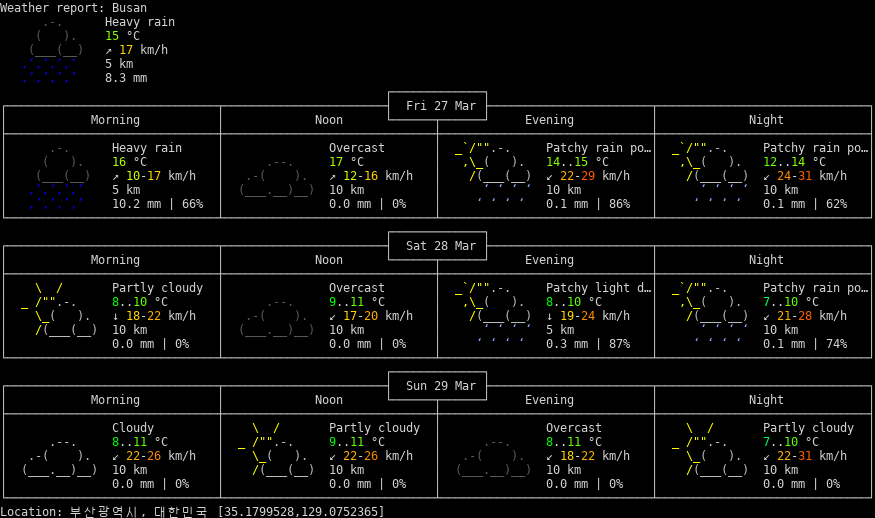 Weather report: Busan
Heavy rain
15 °C
↗ 17 km/h
5 km
8.3 mm
Fri 27 Mar
Morning Noon Evening Night
Heavy rain Overcast Patchy rain po… Patchy rain po…
16 °C 17 °C 14..15 °C 12..14 °C
↗ 10-17 km/h ↗ 12-16 km/h ↙ 22-29 km/h ↙ 24-31 km/h
5 km 10 km 10 km 10 km
10.2 mm | 66% 0.0 mm | 0% 0.1 mm | 86% 0.1 mm | 62%
Sat 28 Mar
Morning Noon Evening Night
Partly cloudy Overcast Patchy light d… Patchy rain po…
8..10 °C 9..11 °C 8..10 °C 7..10 °C
↓ 18-22 km/h ↙ 17-20 km/h ↓ 19-24 km/h ↙ 21-28 km/h
10 km 10 km 5 km 10 km
0.0 mm | 0% 0.0 mm | 0% 0.3 mm | 87% 0.1 mm | 74%
Sun 29 Mar
Morning Noon Evening Night
Cloudy Partly cloudy Overcast Partly cloudy
8..11 °C 9..11 °C 8..11 °C 7..10 °C
↙ 22-26 km/h ↙ 22-26 km/h ↙ 18-22 km/h ↙ 22-31 km/h
10 km 10 km 10 km 10 km
0.0 mm | 0% 0.0 mm | 0% 0.0 mm | 0% 0.0 mm | 0%
Location: 부산광역시, 대한민국 [35.1799528,129.0752365]